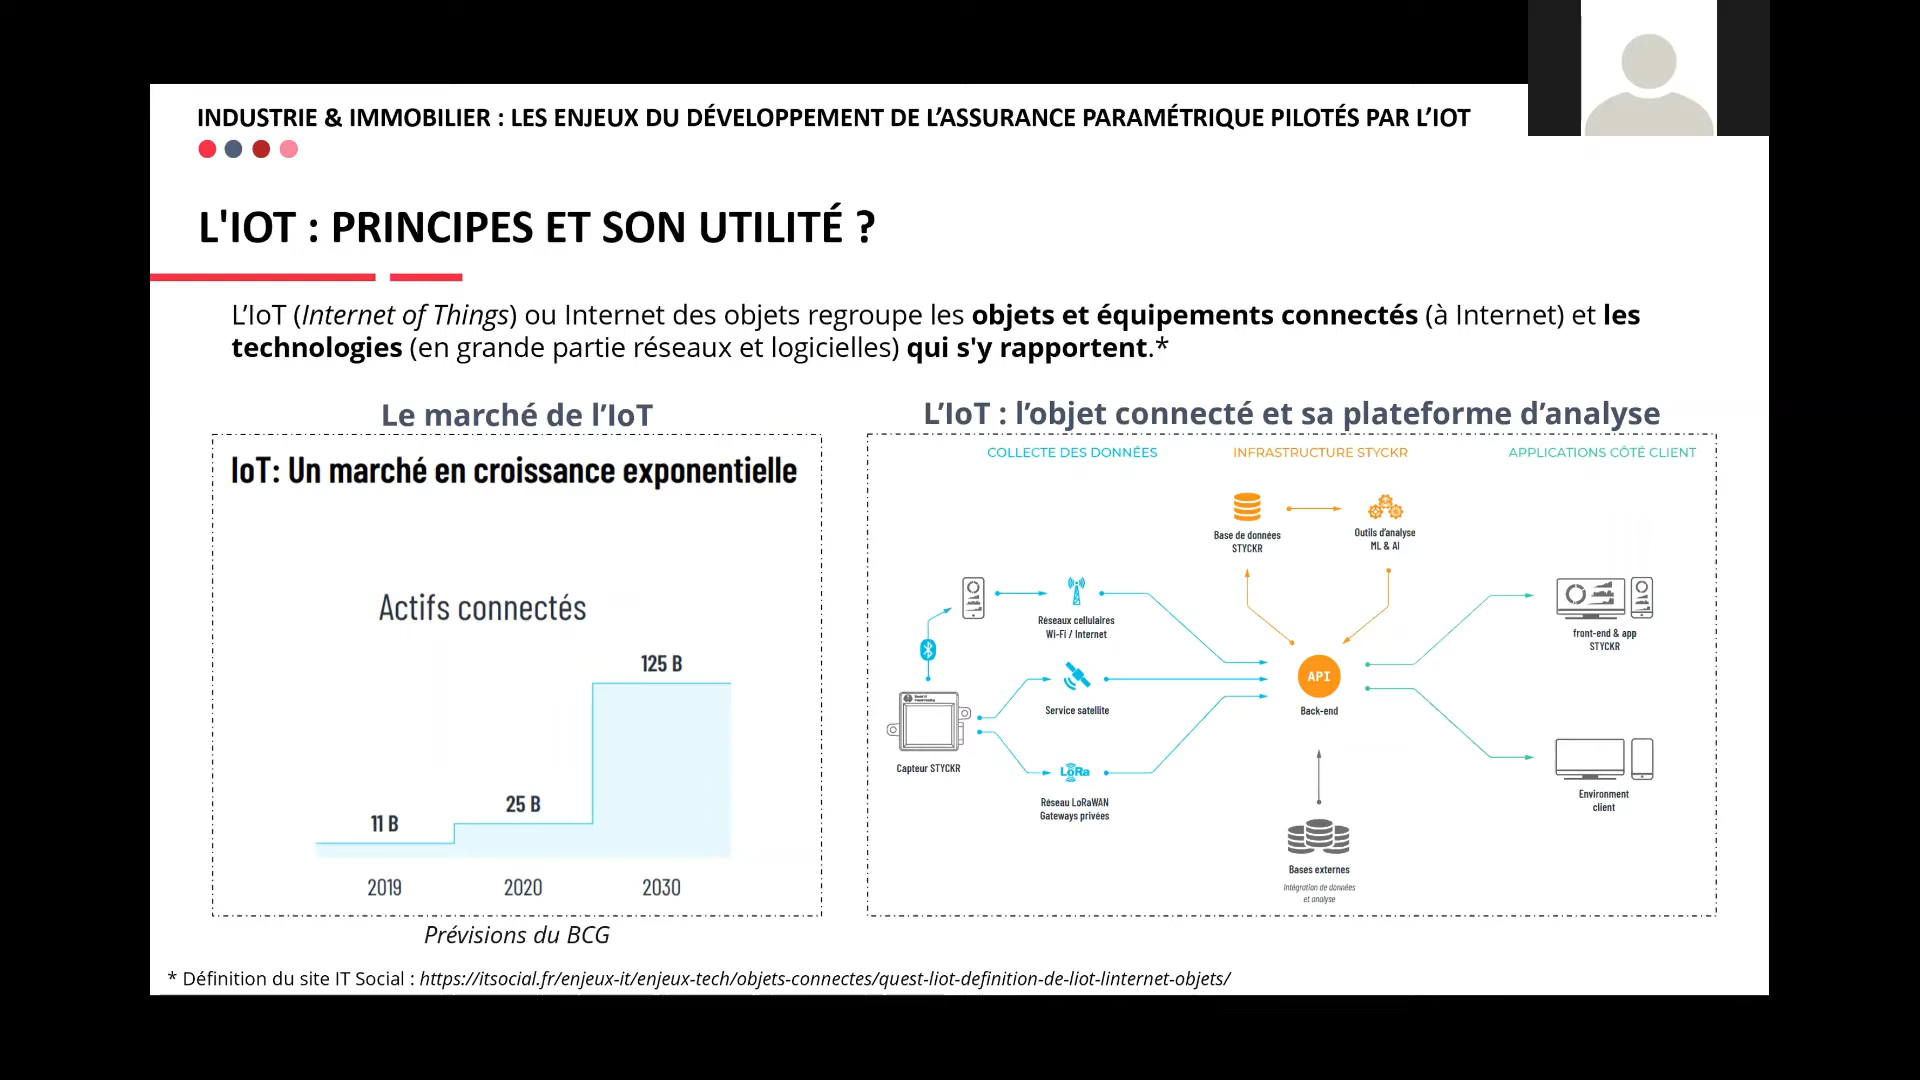 INDUSTRIE & IMMOBILIER : LES ENJEUX DU DÉVELOPPEMENT DE L’ASSURANCE PARAMÉTRIQUE PILOTÉS PAR L’IOT
L'IOT : PRINCIPES ET SON UTILITÉ ?
L’IoT (Internet of Things) ou Internet des objets regroupe les objets et équipements connectés (à Internet) et les
technologies (en grande partie réseaux et logicielles) qui s'y rapportent.*
Le marché de l’IoT
IoT: Un marché en croissance exponentielle
Actifs connectés
125 B
25 B
11 B
2019 2020 2030
Prévisions du BCG
L’IoT : l’objet connecté et sa plateforme d’analyse
COLLECTE DES DONNÉES
INFRASTRUCTURE STYCKR
APPLICATIONS CÔTÉ CLIENT
Base de données
STYCKR
Outils d’analyse
ML & AI
Réseaux cellulaires
Wi-Fi / Internet
Service satellite
Capteur STYCKR
LoRa
Réseau LoRaWAN
Gateways privées
API
Back-end
Bases externes
Intégration de données
et analyse
front-end & app
STYCKR
Environment
client
* Définition du site IT Social : https://itsocial.fr/enjeux-it/enjeux-tech/objets-connectes/quest-liot-definition-de-liot-linternet-objets/